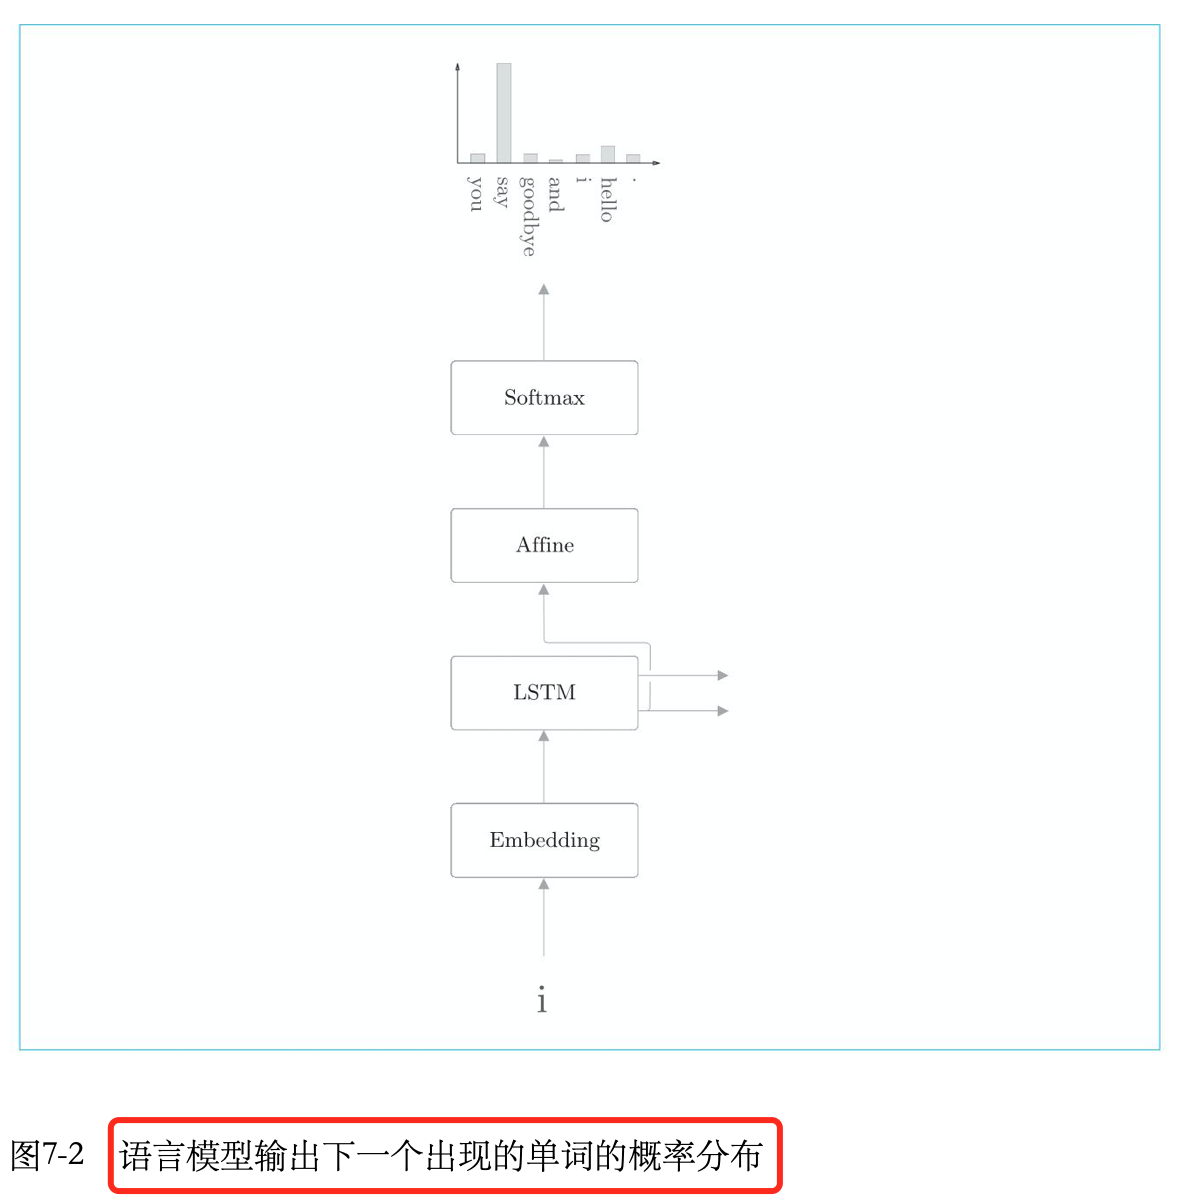 you
say
goodbye
and
i
hello
.
Softmax
Affine
LSTM
Embedding
i
图7-2 语言模型输出下一个出现的单词的概率分布